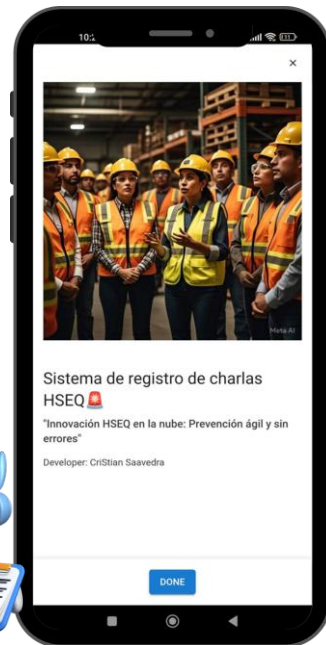 ×
Meta AI
Sistema de registro de charlas
HSEQ🚨
"Innovación HSEQ en la nube: Prevención ágil y sin
errores"
Developer: CriStian Saavedra
DONE